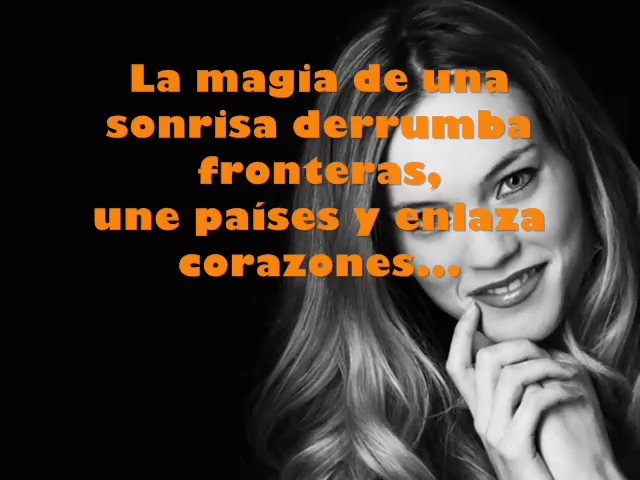 La magia de una
sonrisa derrumba
fronteras,
une países y enlaza
corazones...